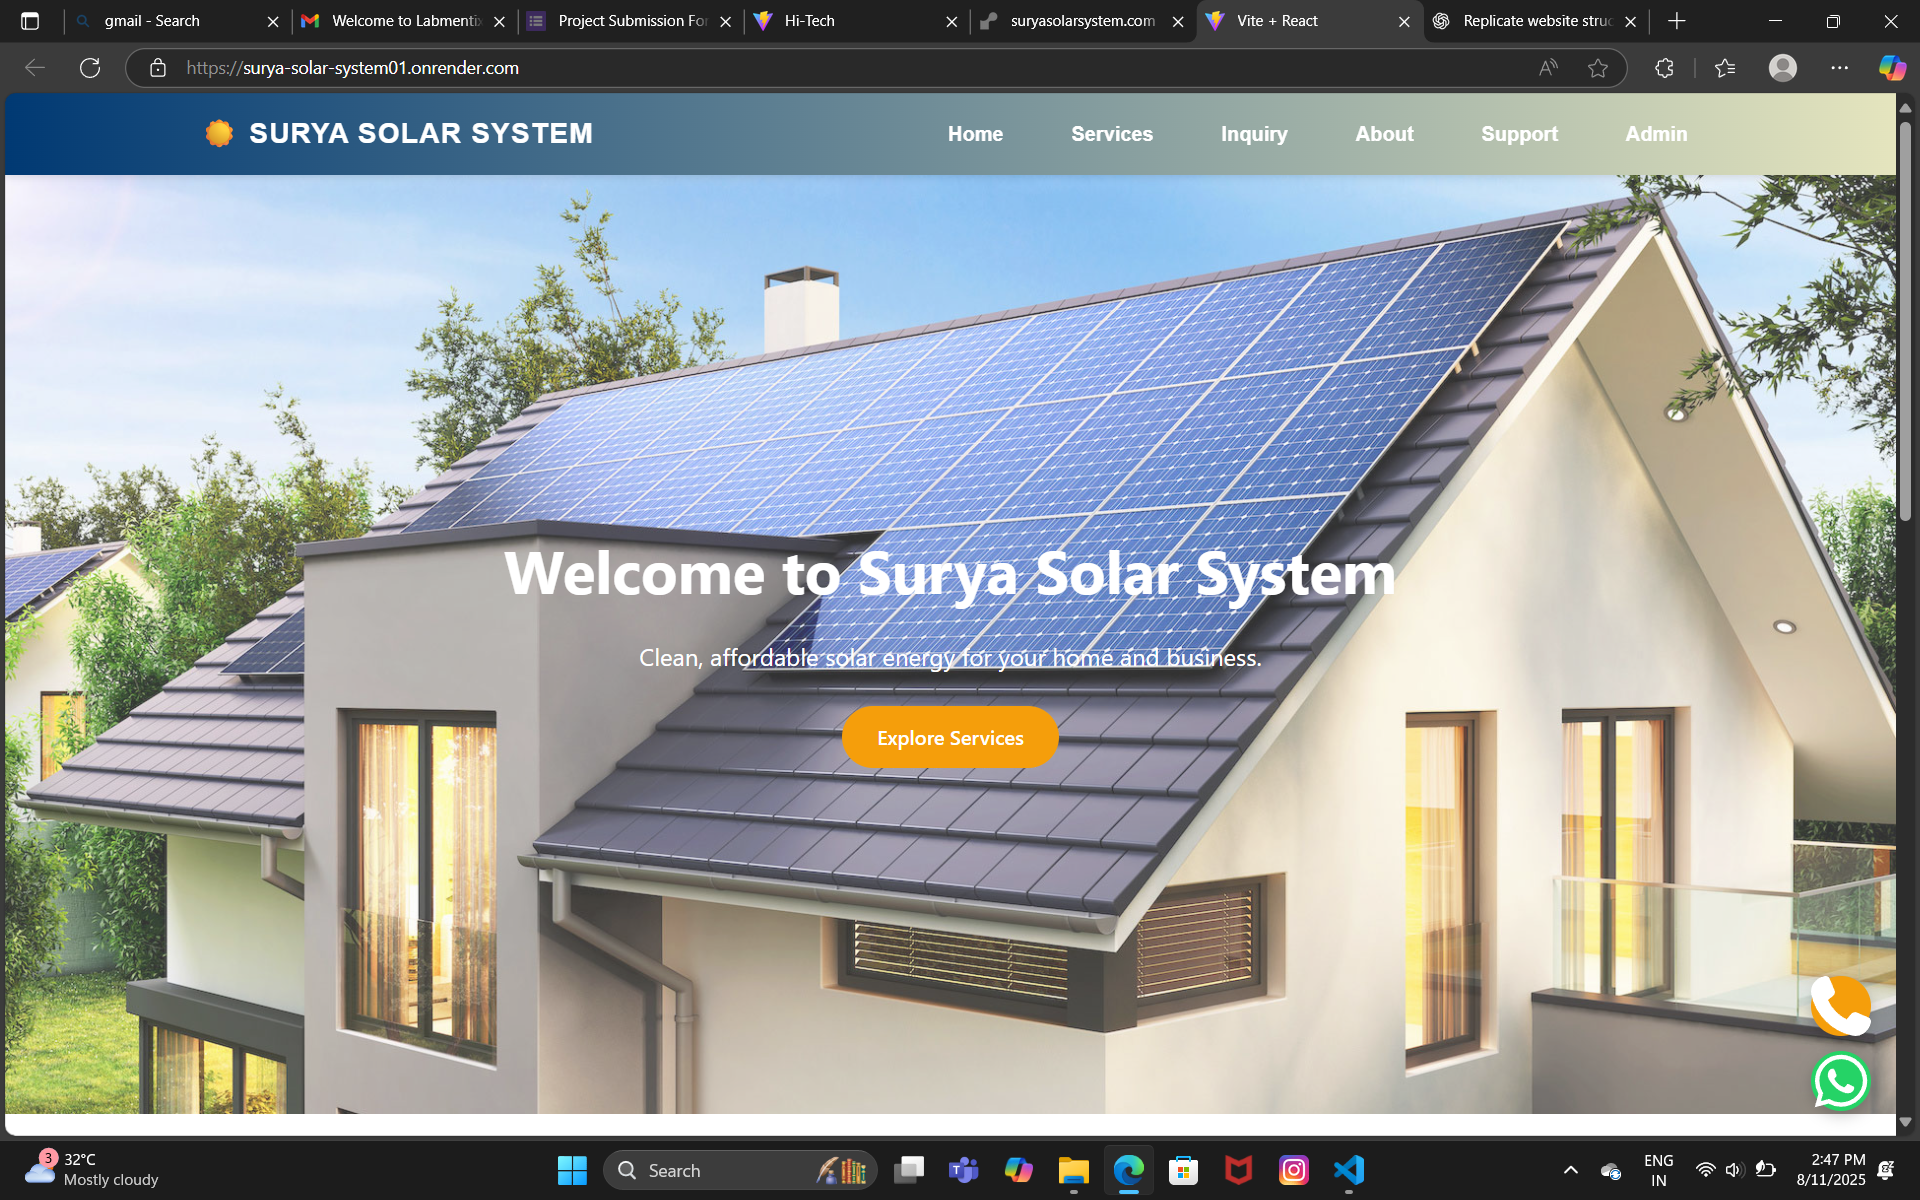 gmail - Search
Welcome to Labmentix
Project Submission For
Hi-Tech
suryasolarsystem.com
Vite + React
Replicate website struc
https://surya-solar-system01.onrender.com
SURYA SOLAR SYSTEM
Home
Services
Inquiry
About
Support
Admin
Welcome to Surya Solar System
Clean, affordable solar energy for your home and business.
Explore Services
3
32°C
Mostly cloudy
Search
ENG
IN
2:47 PM
8/11/2025